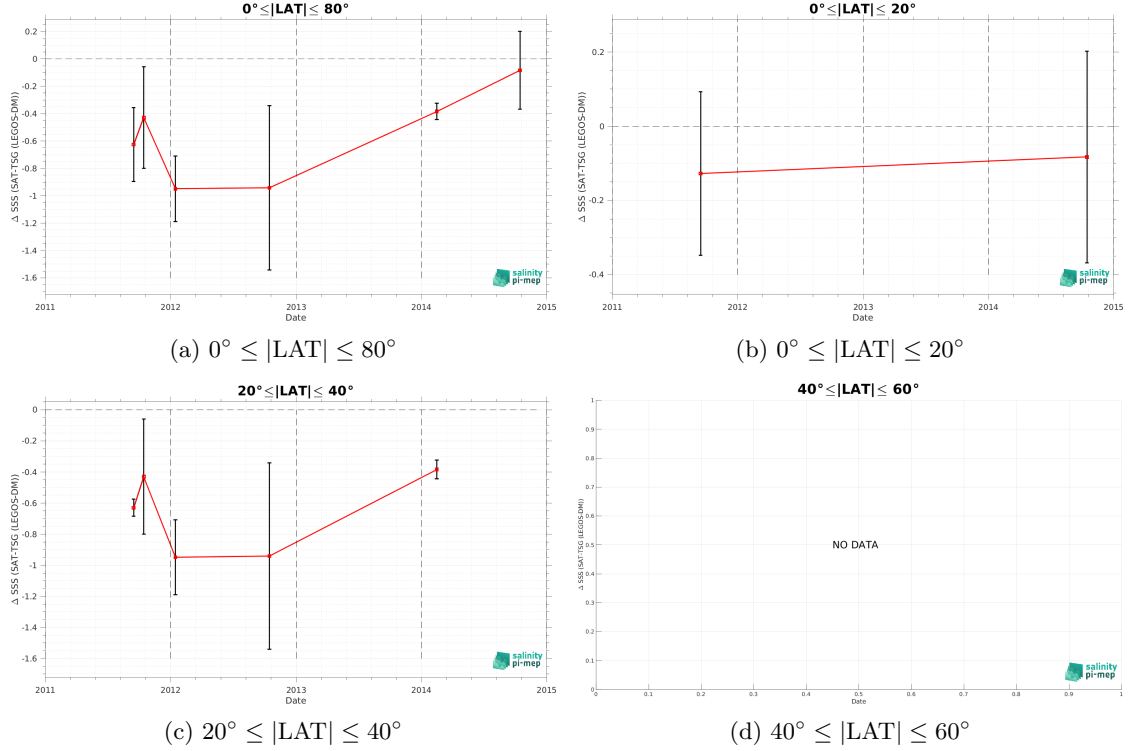 0°≤|LAT|≤ 80°
Δ SSS (SAT-TSG (LEGOS-DM))
0.2
0
-0.2
-0.4
-0.6
-0.8
-1
-1.2
-1.4
-1.6
2011
2012
2013
2014
2015
Date
salinity
pi-mep
(a) 0° ≤ |LAT| ≤ 80°
0°≤|LAT|≤ 20°
Δ SSS (SAT-TSG (LEGOS-DM))
0.2
0
-0.2
-0.4
2011
2012
2013
2014
2015
Date
salinity
pi-mep
(b) 0° ≤ |LAT| ≤ 20°
20°≤|LAT|≤ 40°
Δ SSS (SAT-TSG (LEGOS-DM))
0
-0.2
-0.4
-0.6
-0.8
-1
-1.2
-1.4
-1.6
2011
2012
2013
2014
2015
Date
salinity
pi-mep
(c) 20° ≤ |LAT| ≤ 40°
40°≤|LAT|≤ 60°
Δ SSS (SAT-TSG (LEGOS-DM))
1
0.9
0.8
0.7
0.6
0.5
0.4
0.3
0.2
0.1
0
NO DATA
0
0.1
0.2
0.3
0.4
0.5
0.6
0.7
0.8
0.9
1
Date
salinity
pi-mep
(d) 40° ≤ |LAT| ≤ 60°